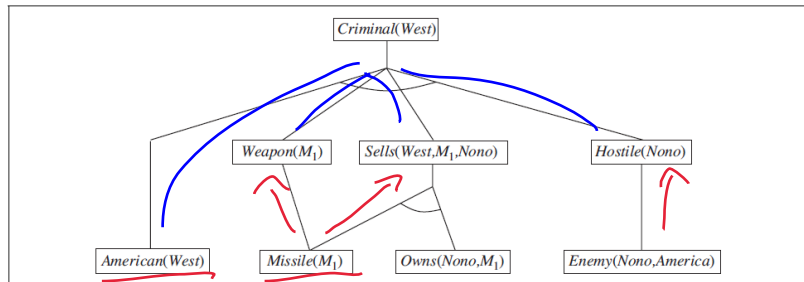 Criminal(West)
Weapon(M₁) Sells(West,M₁,Nono) Hostile(Nono)
American(West) Missile(M₁) Owns(Nono,M₁) Enemy(Nono,America)